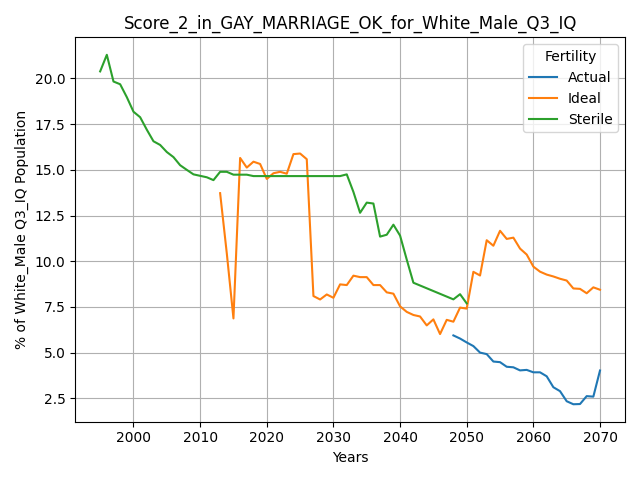 Score_2_in_GAY_MARRIAGE_OK_for_White_Male_Q3_IQ
Fertility
Actual
Ideal
Sterile
% of White_Male Q3_IQ Population
20.0
17.5
15.0
12.5
10.0
7.5
5.0
2.5
2000 2010 2020 2030 2040 2050 2060 2070
Years